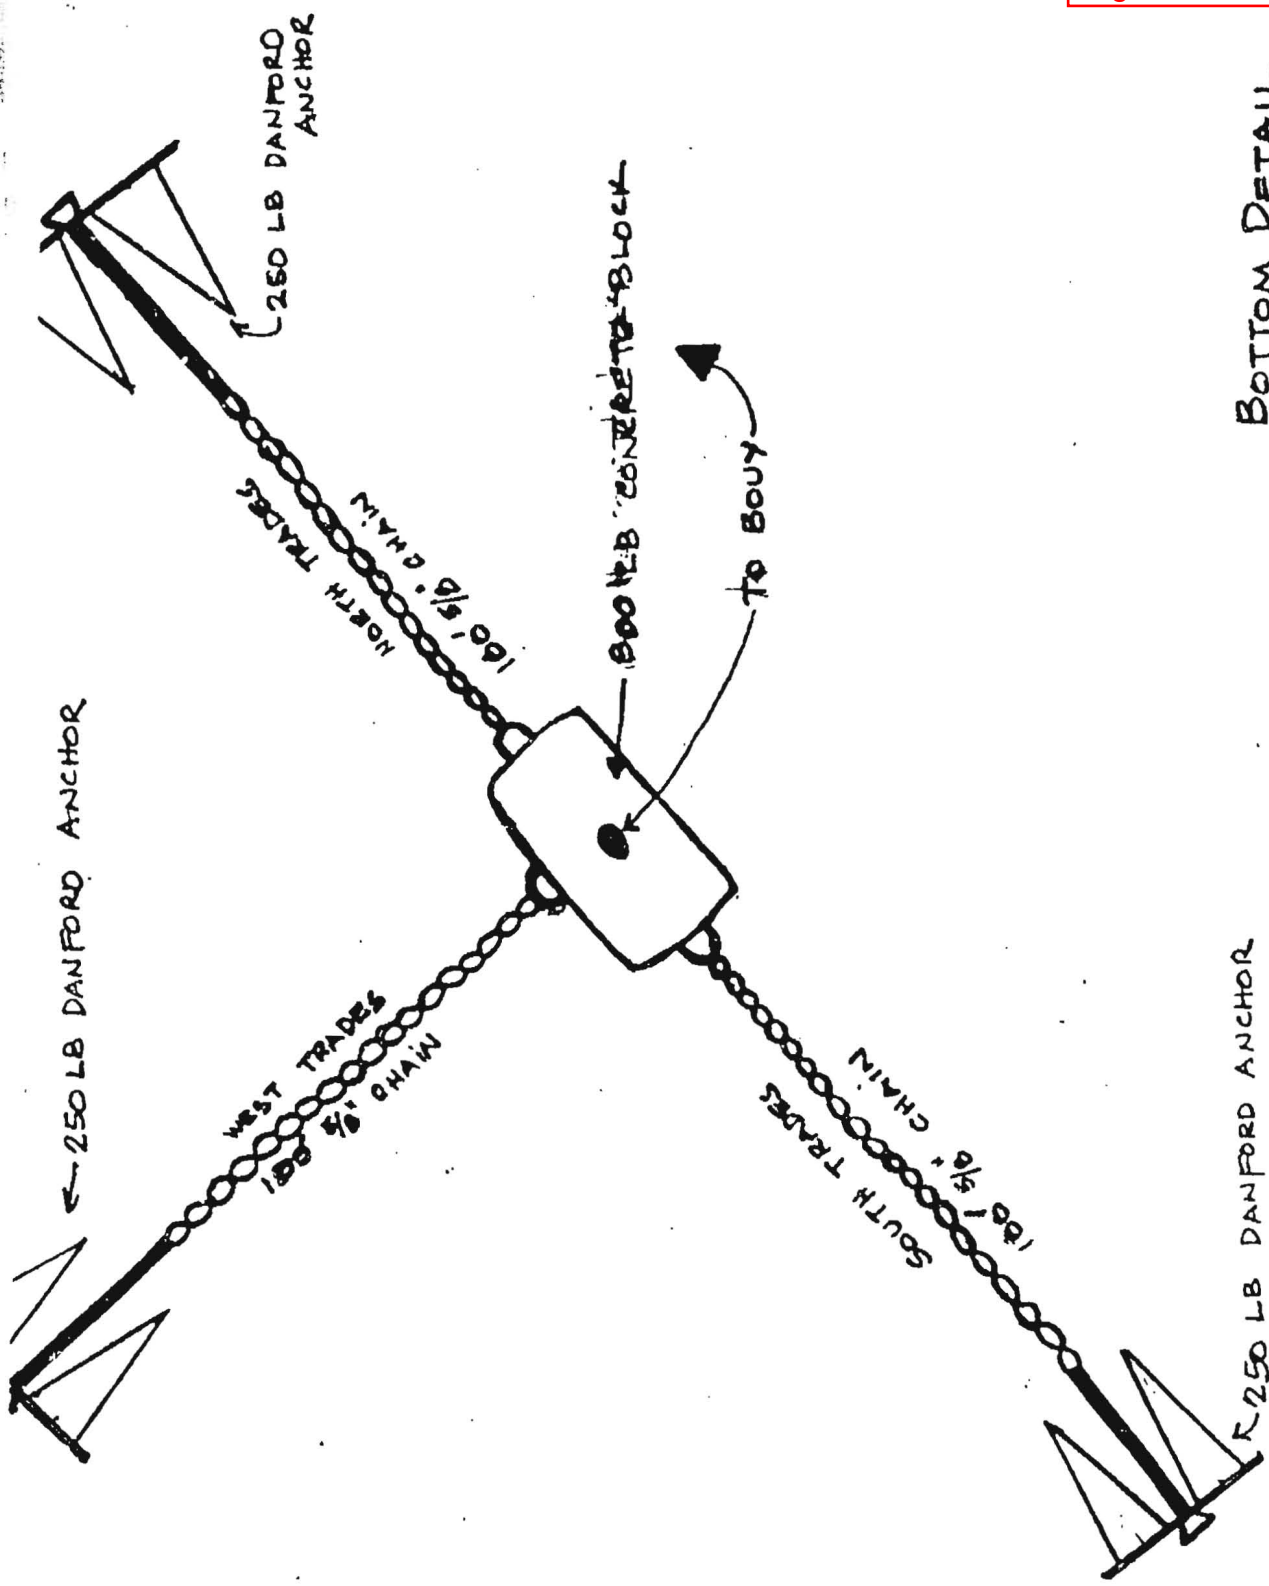 250 LB DANFORD ANCHOR
250 LB DANFORD
ANCHOR
WEST TRADES
100' 5/8" CHAIN
NORTH TRADES
100' 5/8" CHAIN
LB CONCRETE BLOCK
TO BOUY
SOUTH TRADES
100' 5/8" CHAIN
250 LB DANFORD ANCHOR
BOTTOM DETAIL